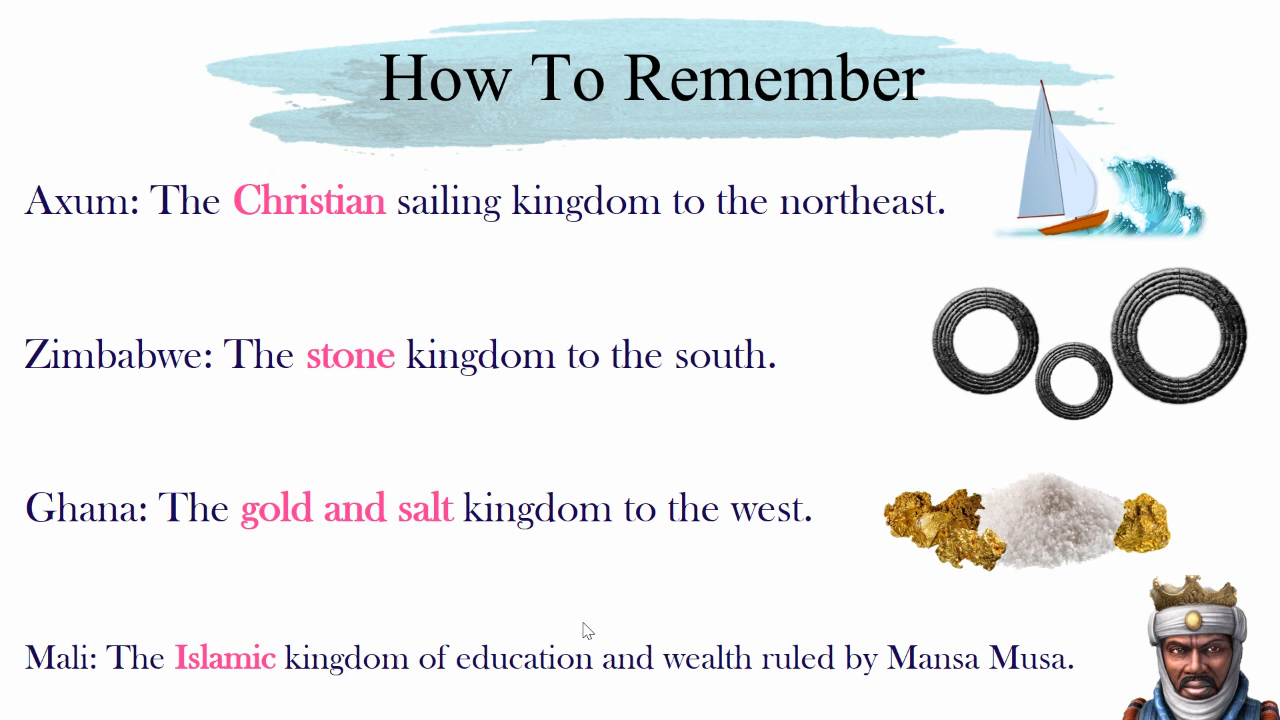 How To Remember
Axum: The Christian sailing kingdom to the northeast.
Zimbabwe: The stone kingdom to the south.
Ghana: The gold and salt kingdom to the west.
Mali: The Islamic kingdom of education and wealth ruled by Mansa Musa.